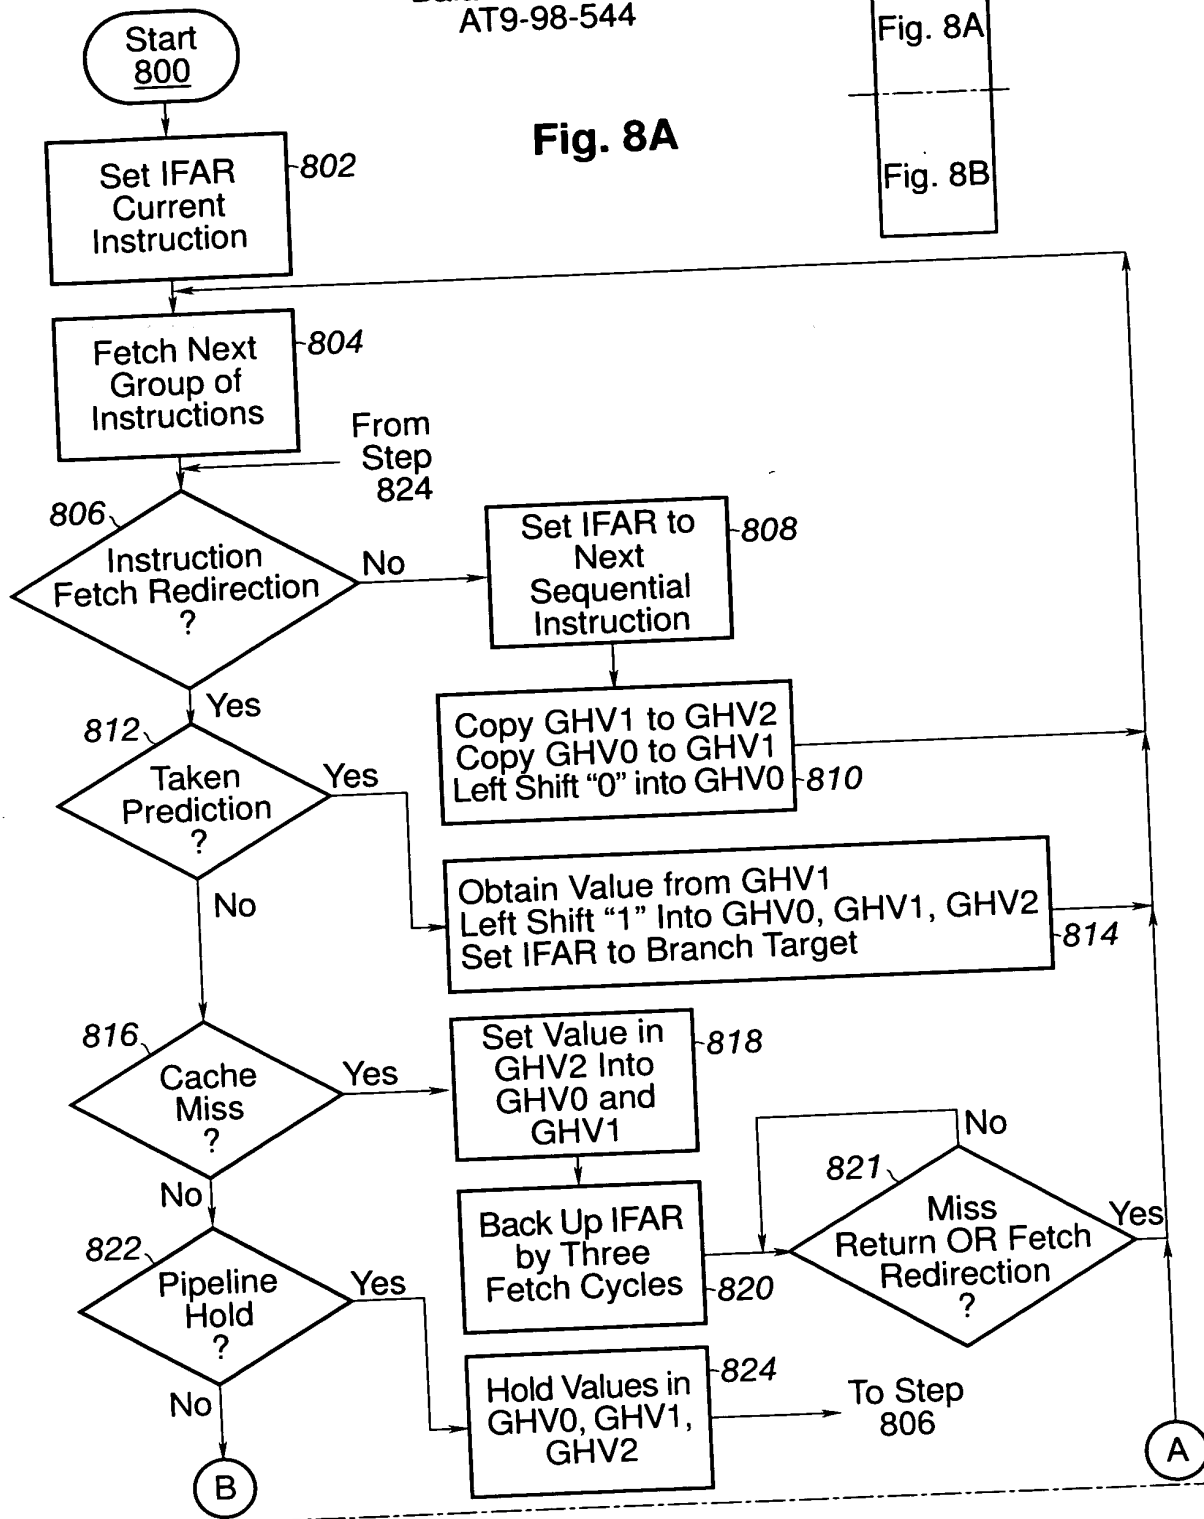 AT9-98-544
Fig. 8A
Fig. 8B
Fig. 8A
Start
800
Set IFAR
Current
Instruction
802
Fetch Next
Group of
Instructions
804
From
Step
824
806
Instruction
Fetch Redirection
?
No
Yes
Set IFAR to
Next
Sequential
Instruction
808
Copy GHV1 to GHV2
Copy GHV0 to GHV1
Left Shift “0” into GHV0
810
812
Taken
Prediction
?
Yes
No
Obtain Value from GHV1
Left Shift “1” Into GHV0, GHV1, GHV2
Set IFAR to Branch Target
814
816
Cache
Miss
?
Yes
No
Set Value in
GHV2 Into
GHV0 and
GHV1
818
Back Up IFAR
by Three
Fetch Cycles
820
821
Miss
Return OR Fetch
Redirection
?
No
Yes
822
Pipeline
Hold
?
Yes
No
Hold Values in
GHV0, GHV1,
GHV2
824
To Step
806
B
A